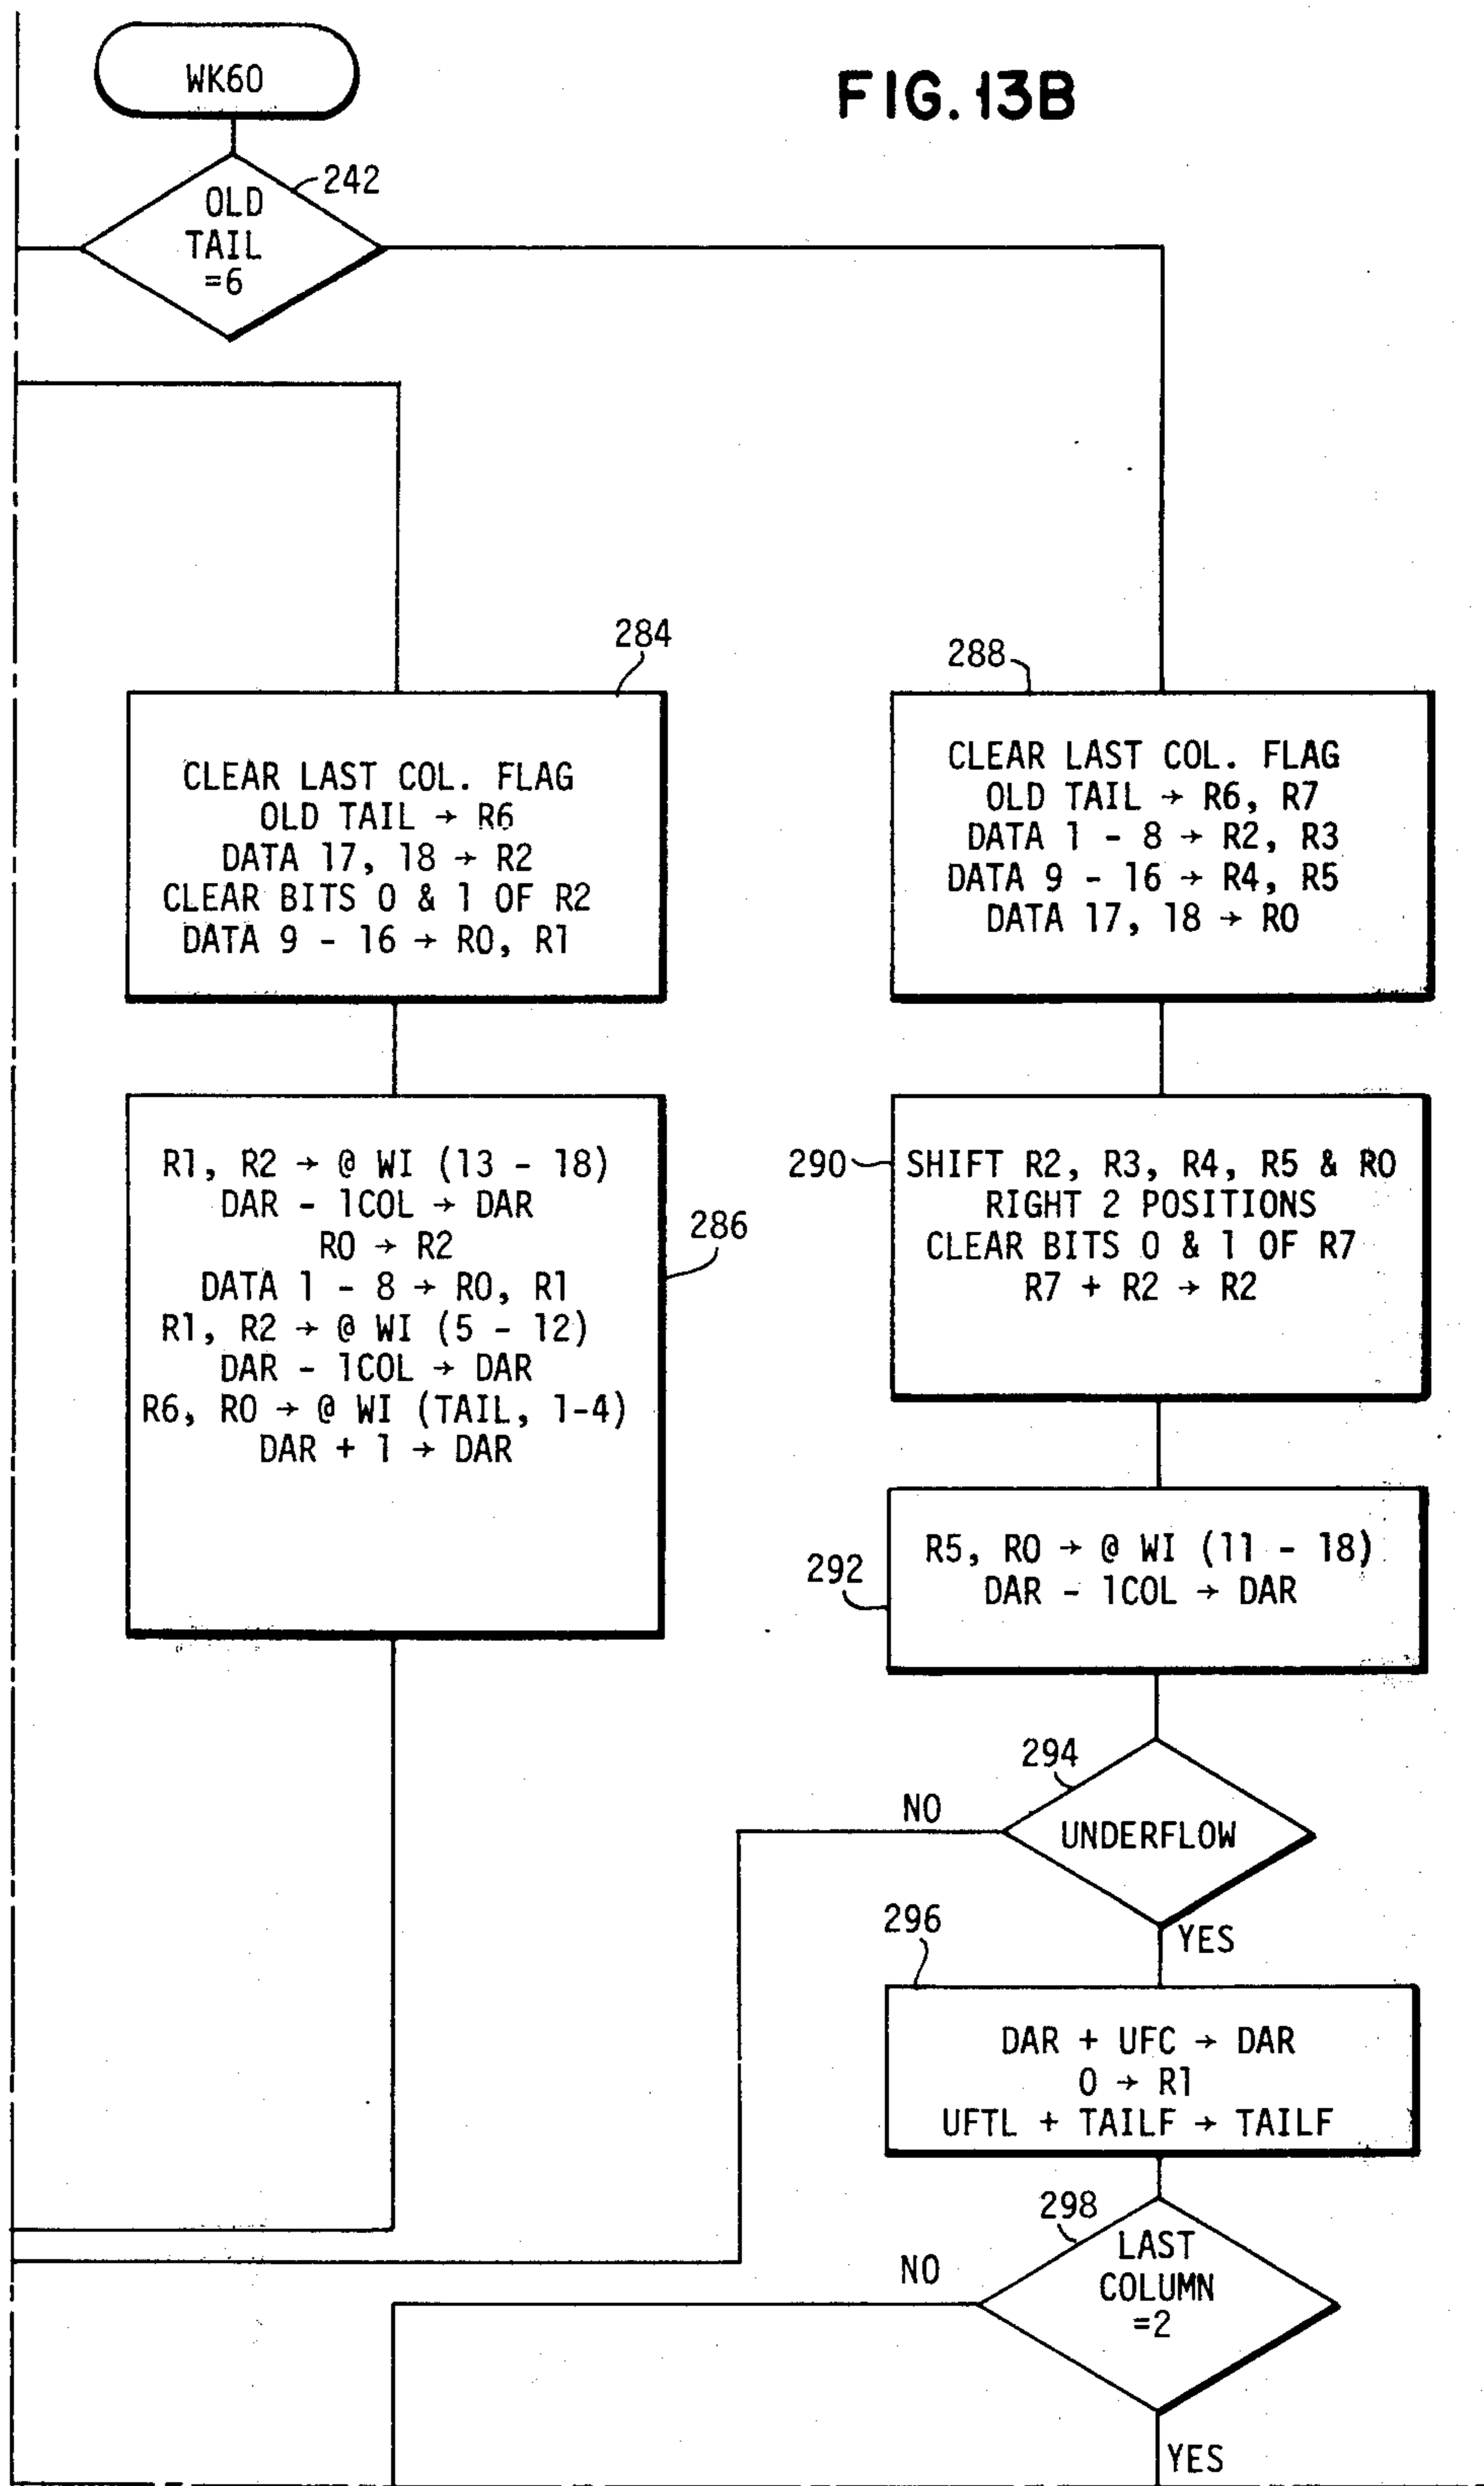 FIG. 13B
WK60
242
OLD
TAIL
=6
284
CLEAR LAST COL. FLAG
OLD TAIL → R6
DATA 17, 18 → R2
CLEAR BITS 0 & 1 OF R2
DATA 9 - 16 → R0, R1
286
R1, R2 → @ WI (13 - 18)
DAR - 1COL → DAR
R0 → R2
DATA 1 - 8 → R0, R1
R1, R2 → @ WI (5 - 12)
DAR - 1COL → DAR
R6, R0 → @ WI (TAIL, 1-4)
DAR + 1 → DAR
288
CLEAR LAST COL. FLAG
OLD TAIL → R6, R7
DATA 1 - 8 → R2, R3
DATA 9 - 16 → R4, R5
DATA 17, 18 → R0
290
SHIFT R2, R3, R4, R5 & R0
RIGHT 2 POSITIONS
CLEAR BITS 0 & 1 OF R7
R7 + R2 → R2
292
R5, R0 → @ WI (11 - 18)
DAR - 1COL → DAR
294
UNDERFLOW
NO
YES
296
DAR + UFC → DAR
0 → R1
UFTL + TAILF → TAILF
298
LAST
COLUMN
=2
NO
YES